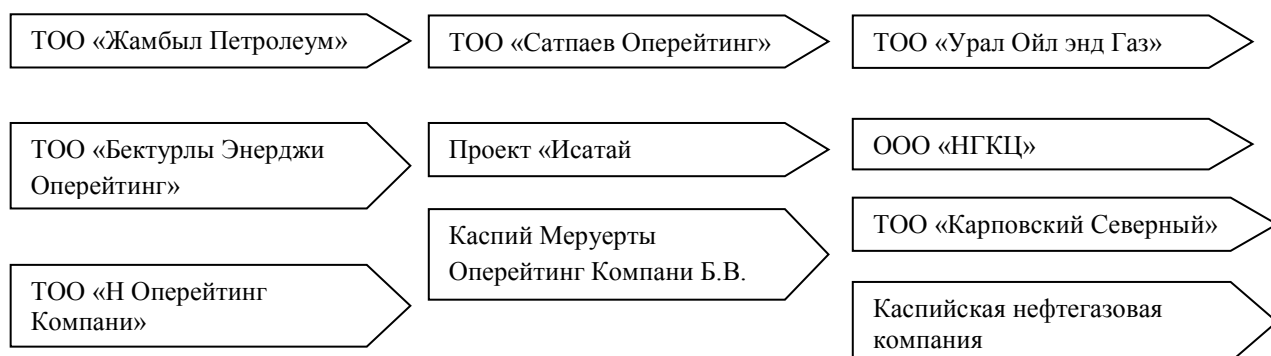 ТОО «Жамбыл Петролеум»
ТОО «Сатпаев Оперейтинг»
ТОО «Урал Ойл энд Газ»
ТОО «Бектурлы Энерджи
Оперейтинг»
Проект «Исатай
ООО «НГКЦ»
Каспий Меруерты
Оперейтинг Компани Б.В.
ТОО «Карповский Северный»
ТОО «Н Оперейтинг
Компани»
Каспийская нефтегазовая
компания